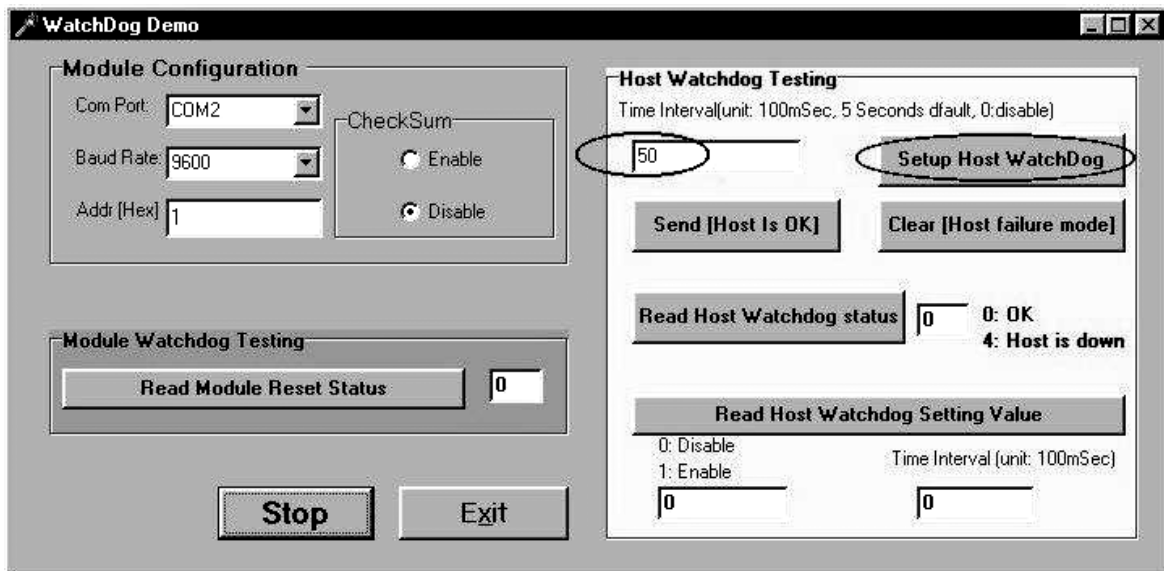 WatchDog Demo
Module Configuration
Com Port:
COM2
Baud Rate:
9600
Addr [Hex]
1
CheckSum
Enable
Disable
Module Watchdog Testing
Read Module Reset Status
0
Stop
Exit
Host Watchdog Testing
Time Interval(unit: 100mSec, 5 Seconds dfault, 0:disable)
50
Setup Host WatchDog
Send [Host Is OK]
Clear [Host failure mode]
Read Host Watchdog status
0
0: OK
4: Host is down
Read Host Watchdog Setting Value
0: Disable
1: Enable
0
Time Interval (unit: 100mSec)
0